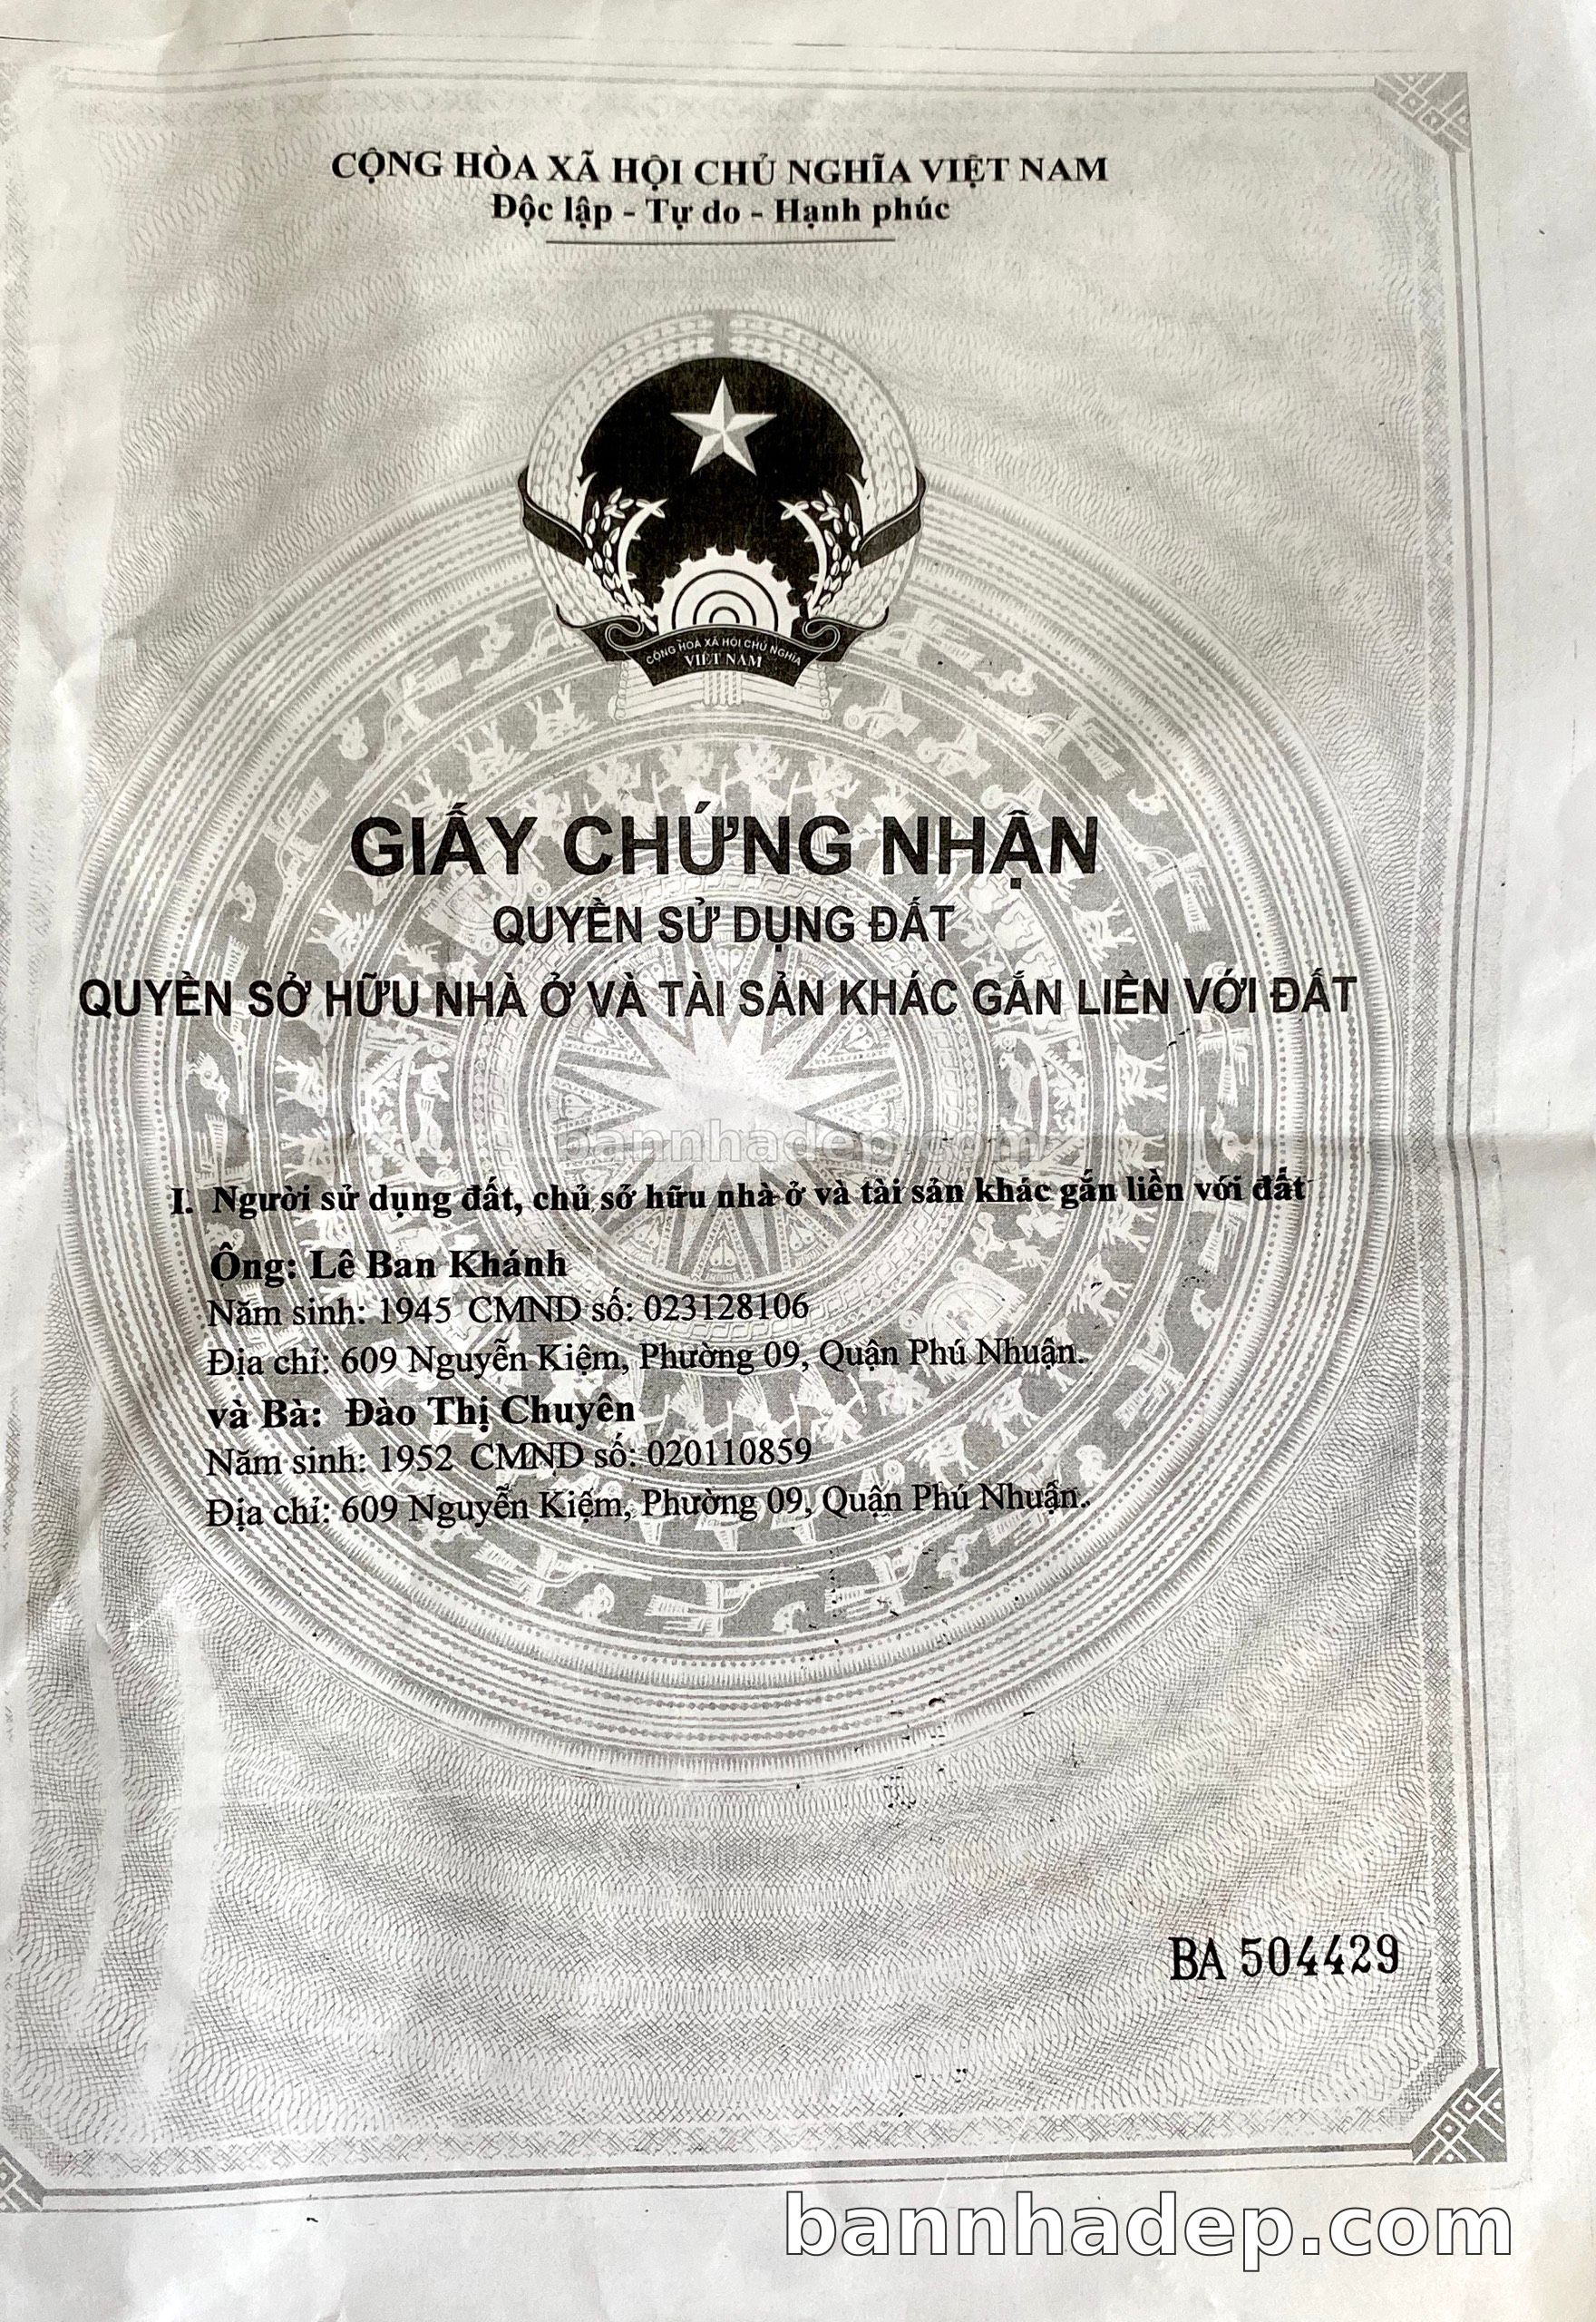 CỘNG HÒA XÃ HỘI CHỦ NGHĨA VIỆT NAM
Độc lập - Tự do - Hạnh phúc
CỘNG HOÀ XÃ HỘI CHỦ NGHĨA
VIỆT NAM
GIẤY CHỨNG NHẬN
QUYỀN SỬ DỤNG ĐẤT
QUYỀN SỞ HỮU NHÀ Ở VÀ TÀI SẢN KHÁC GẮN LIỀN VỚI ĐẤT
bannhadep.com
I. Người sử dụng đất, chủ sở hữu nhà ở và tài sản khác gắn liền với đất
Ông: Lê Ban Khánh
Năm sinh: 1945 CMND số: 023128106
Địa chỉ: 609 Nguyễn Kiệm, Phường 09, Quận Phú Nhuận.
và Bà: Đào Thị Chuyên
Năm sinh: 1952 CMND số: 020110859
Địa chỉ: 609 Nguyễn Kiệm, Phường 09, Quận Phú Nhuận.
BA 504429
bannhadep.com